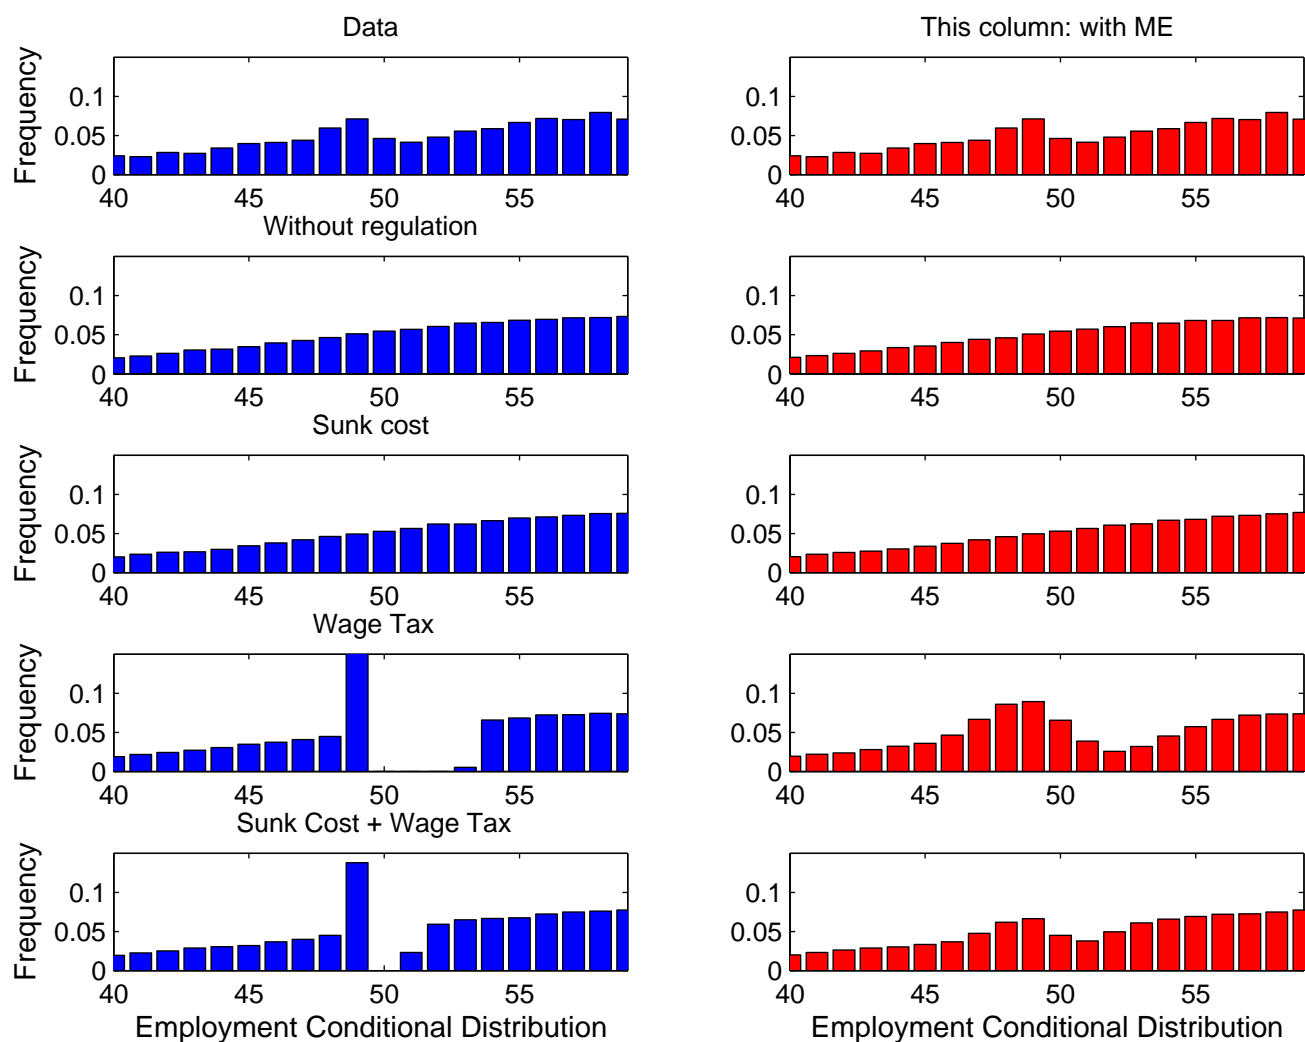 Data
This column: with ME
Frequency
0.1
0.05
0
40 45 50 55
0.1
0.05
0
40 45 50 55
Without regulation
Frequency
0.1
0.05
0
40 45 50 55
0.1
0.05
0
40 45 50 55
Sunk cost
Frequency
0.1
0.05
0
40 45 50 55
0.1
0.05
0
40 45 50 55
Wage Tax
Frequency
0.1
0.05
0
40 45 50 55
0.1
0.05
0
40 45 50 55
Sunk Cost + Wage Tax
Frequency
0.1
0.05
0
40 45 50 55
0.1
0.05
0
40 45 50 55
Employment Conditional Distribution
Employment Conditional Distribution